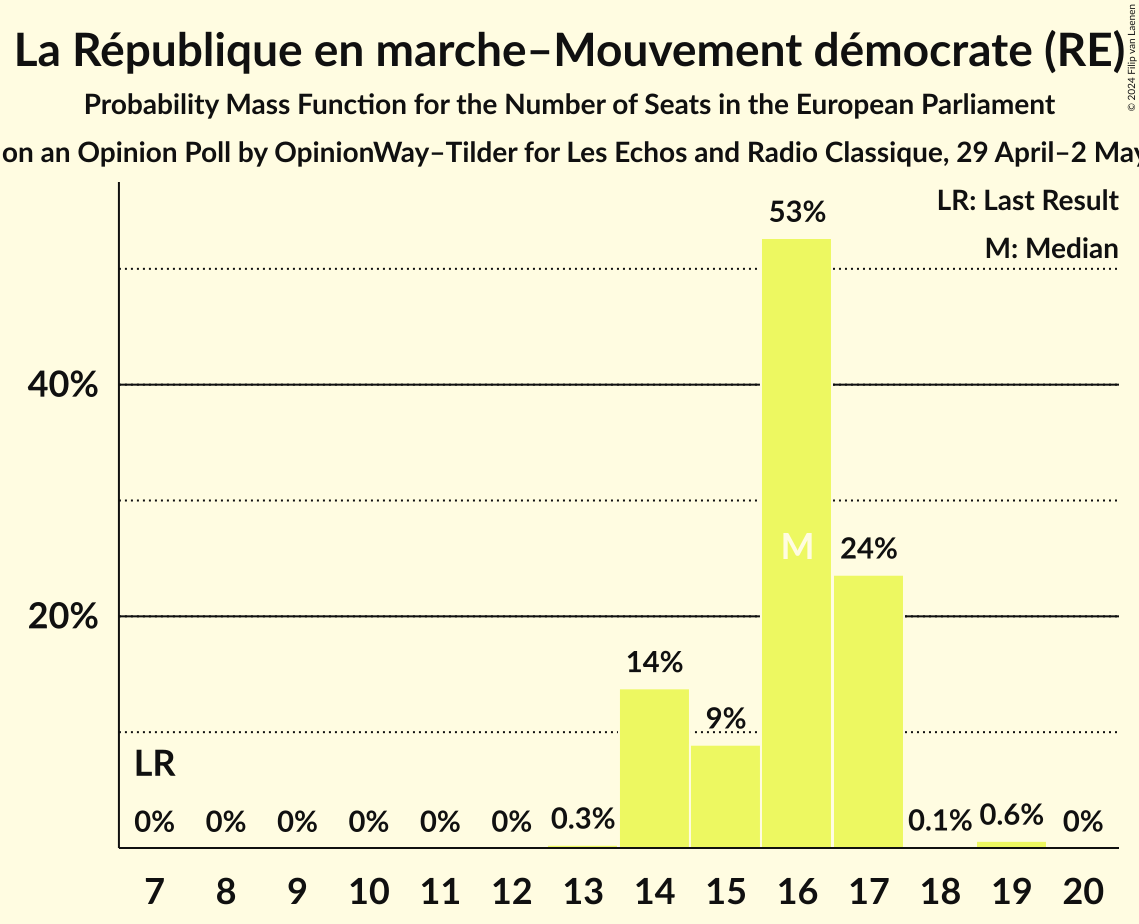 La République en marche–Mouvement démocrate (RE)
© 2024 Filip van Laenen
Probability Mass Function for the Number of Seats in the European Parliament
on an Opinion Poll by OpinionWay–Tilder for Les Echos and Radio Classique, 29 April–2 May
LR: Last Result
M: Median
53%
40%
M
24%
20%
14%
9%
LR
0% 0% 0% 0% 0% 0% 0.3% 0.1% 0.6% 0%
7 8 9 10 11 12 13 14 15 16 17 18 19 20